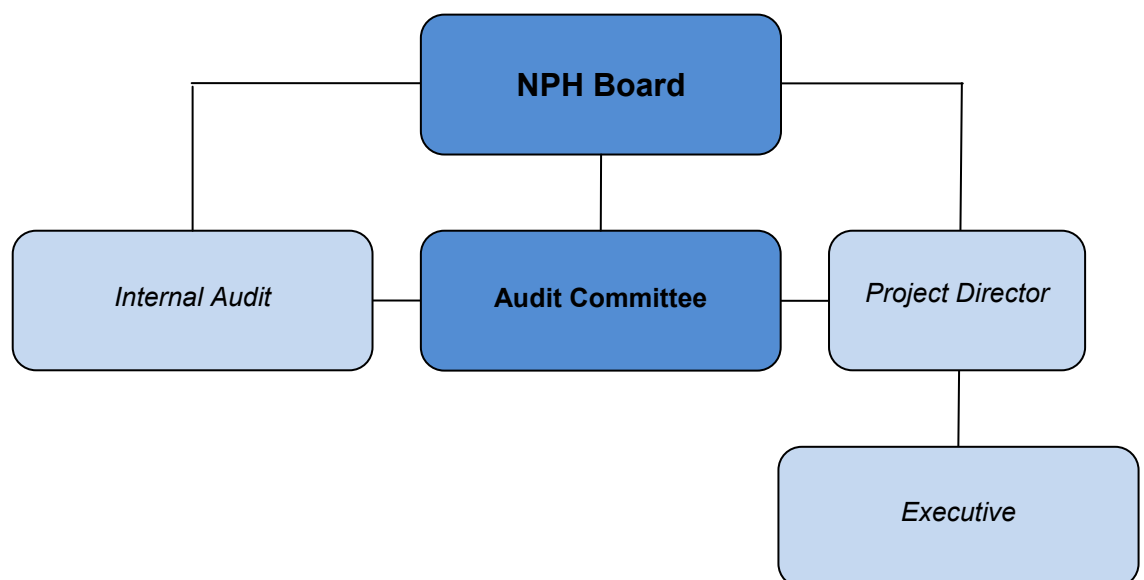 NPH Board
Internal Audit
Audit Committee
Project Director
Executive